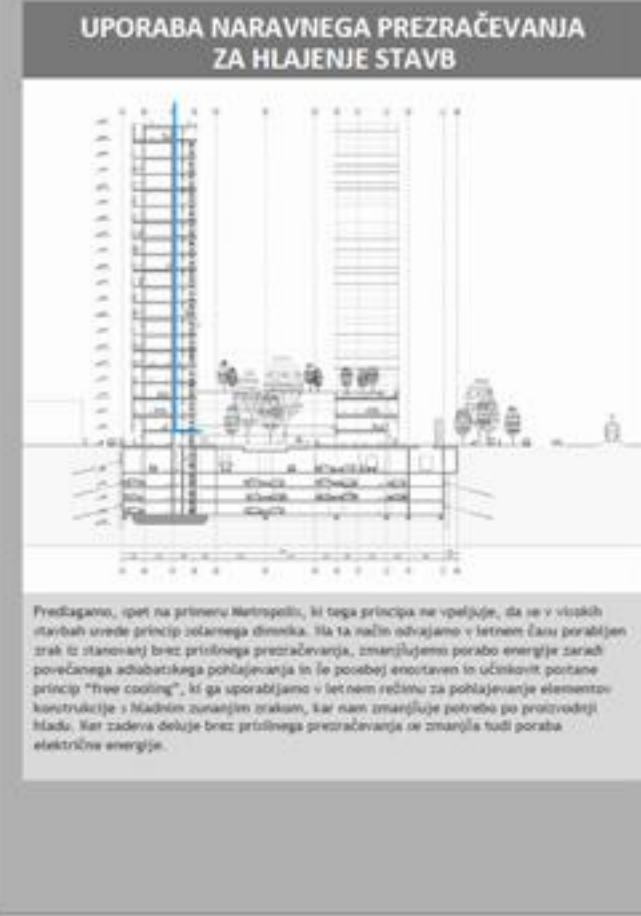 UPORABA NARAVNEGA PREZRAČEVANJA
ZA HLAJENJE STAVB
Predlagamo, spet na primeru Metropolis, ki tega principa ne vpeljuje, da se v visokih
stavbah uvede princip solarnega dimnika. Na ta način odvajamo v letnem času porabljen
zrak iz stanovanj brez prisilnega prezračevanja, zmanjšujemo porabo energije zaradi
povečanega adiabatskega pohlajevanja in še posebej enostaven in učinkovit postane
princip "free cooling", ki ga uporabljamo v letnem režimu za pohlajevanje elementov
konstrukcije s hladnim zunanjim zrakom, kar nam zmanjšuje potrebo po proizvodnji
hladu. Ker zadeva deluje brez prisilnega prezračevanja se zmanjša tudi poraba
električne energije.